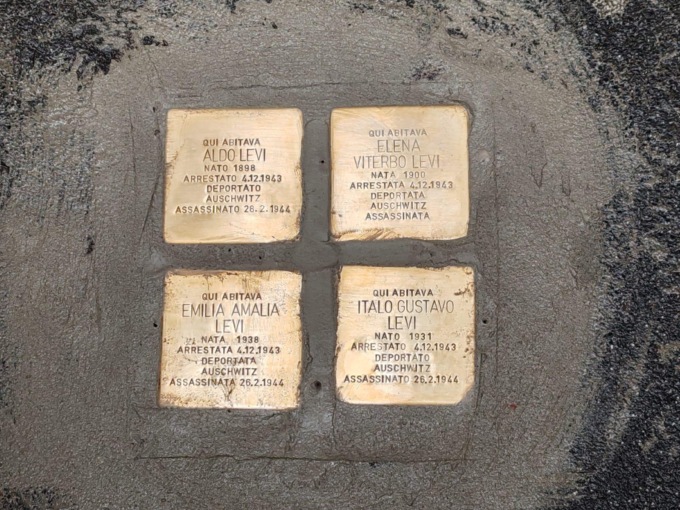 QUI ABITAVA
ALDO LEVI
NATO 1898
ARRESTATO 4.12.1943
DEPORTATO
AUSCHWITZ
ASSASSINATO 26.2.1944
QUI ABITAVA
ELENA
VITERBO LEVI
NATA 1900
ARRESTATA 4.12.1943
DEPORTATA
AUSCHWITZ
ASSASSINATA
QUI ABITAVA
EMILIA AMALIA
LEVI
NATA 1938
ARRESTATA 4.12.1943
DEPORTATA
AUSCHWITZ
ASSASSINATA 26.2.1944
QUI ABITAVA
ITALO GUSTAVO
LEVI
NATO 1931
ARRESTATO 4.12.1943
DEPORTATO
AUSCHWITZ
ASSASSINATO 26.2.1944